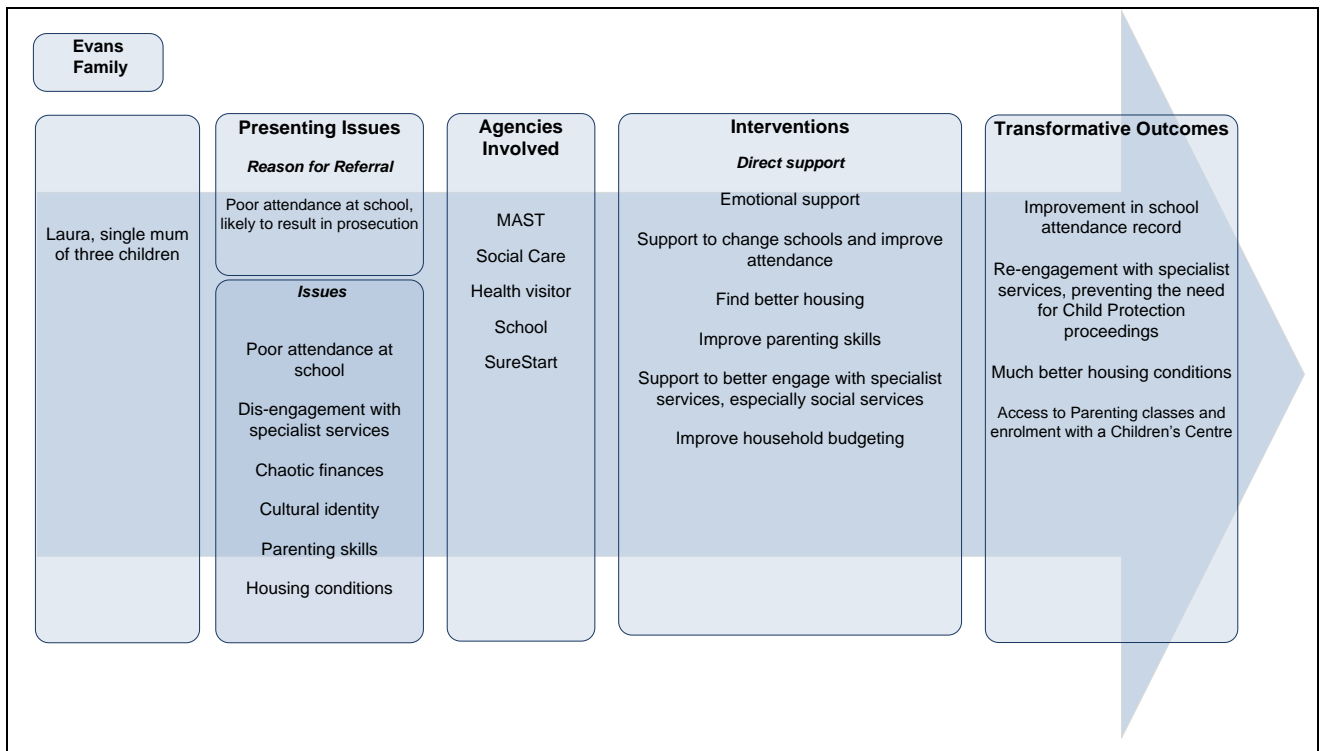 Evans
Family
Laura, single mum
of three children
Presenting Issues
Reason for Referral
Poor attendance at school,
likely to result in prosecution
Issues
Poor attendance at
school
Dis-engagement with
specialist services
Chaotic finances
Cultural identity
Parenting skills
Housing conditions
Agencies
Involved
MAST
Social Care
Health visitor
School
SureStart
Interventions
Direct support
Emotional support
Support to change schools and improve
attendance
Find better housing
Improve parenting skills
Support to better engage with specialist
services, especially social services
Improve household budgeting
Transformative Outcomes
Improvement in school
attendance record
Re-engagement with specialist
services, preventing the need
for Child Protection
proceedings
Much better housing conditions
Access to Parenting classes and
enrolment with a Children’s Centre